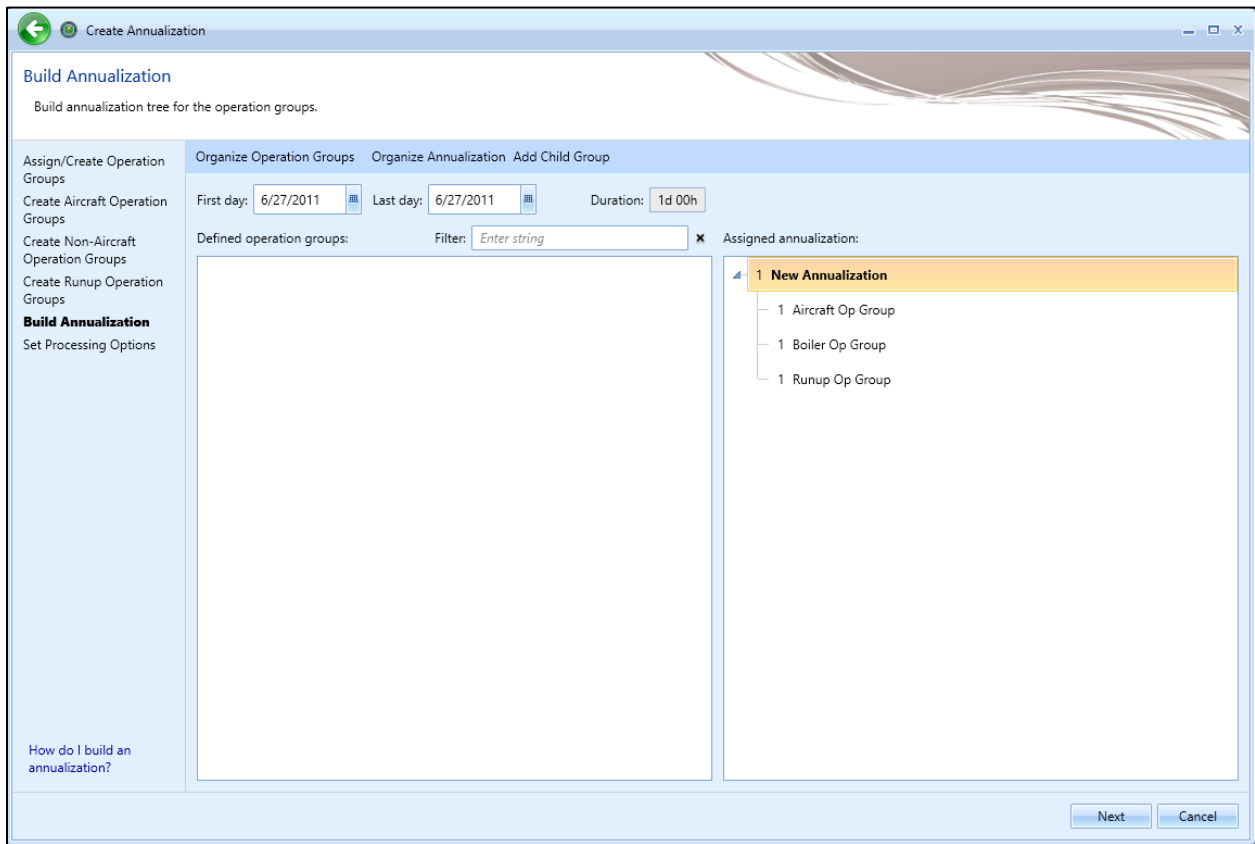 Create Annualization
Build Annualization
Build annualization tree for the operation groups.
Assign/Create Operation
Groups
Create Aircraft Operation
Groups
Create Non-Aircraft
Operation Groups
Create Runup Operation
Groups
Build Annualization
Set Processing Options
How do I build an
annualization?
Organize Operation Groups Organize Annualization Add Child Group
First day: 6/27/2011 Last day: 6/27/2011 Duration: 1d 00h
Defined operation groups: Filter: Enter string Assigned annualization:
1 New Annualization
1 Aircraft Op Group
1 Boiler Op Group
1 Runup Op Group
Next Cancel